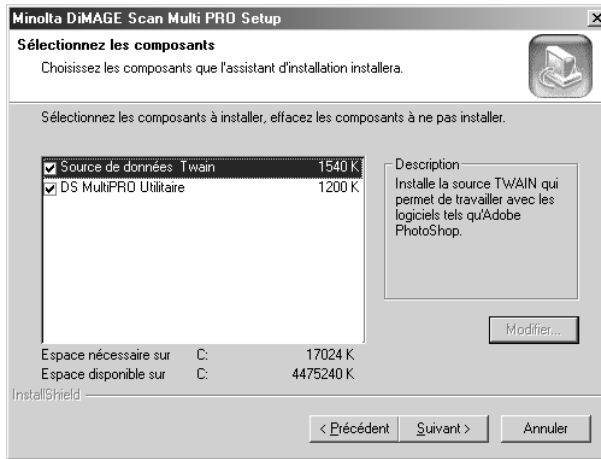 Minolta DiMAGE Scan Multi PRO Setup
Sélectionnez les composants
Choisissez les composants que l'assistant d'installation installera.
Sélectionnez les composants à installer, effacez les composants à ne pas installer.
Source de données Twain 1540 K
DS MultiPRO Utilitaire 1200 K
Description
Installe la source TWAIN qui
permet de travailler avec les
logiciels tels qu'Adobe
PhotoShop.
Modifier...
Espace nécessaire sur C: 17024 K
Espace disponible sur C: 4475240 K
InstallShield
< Précédent
Suivant >
Annuler